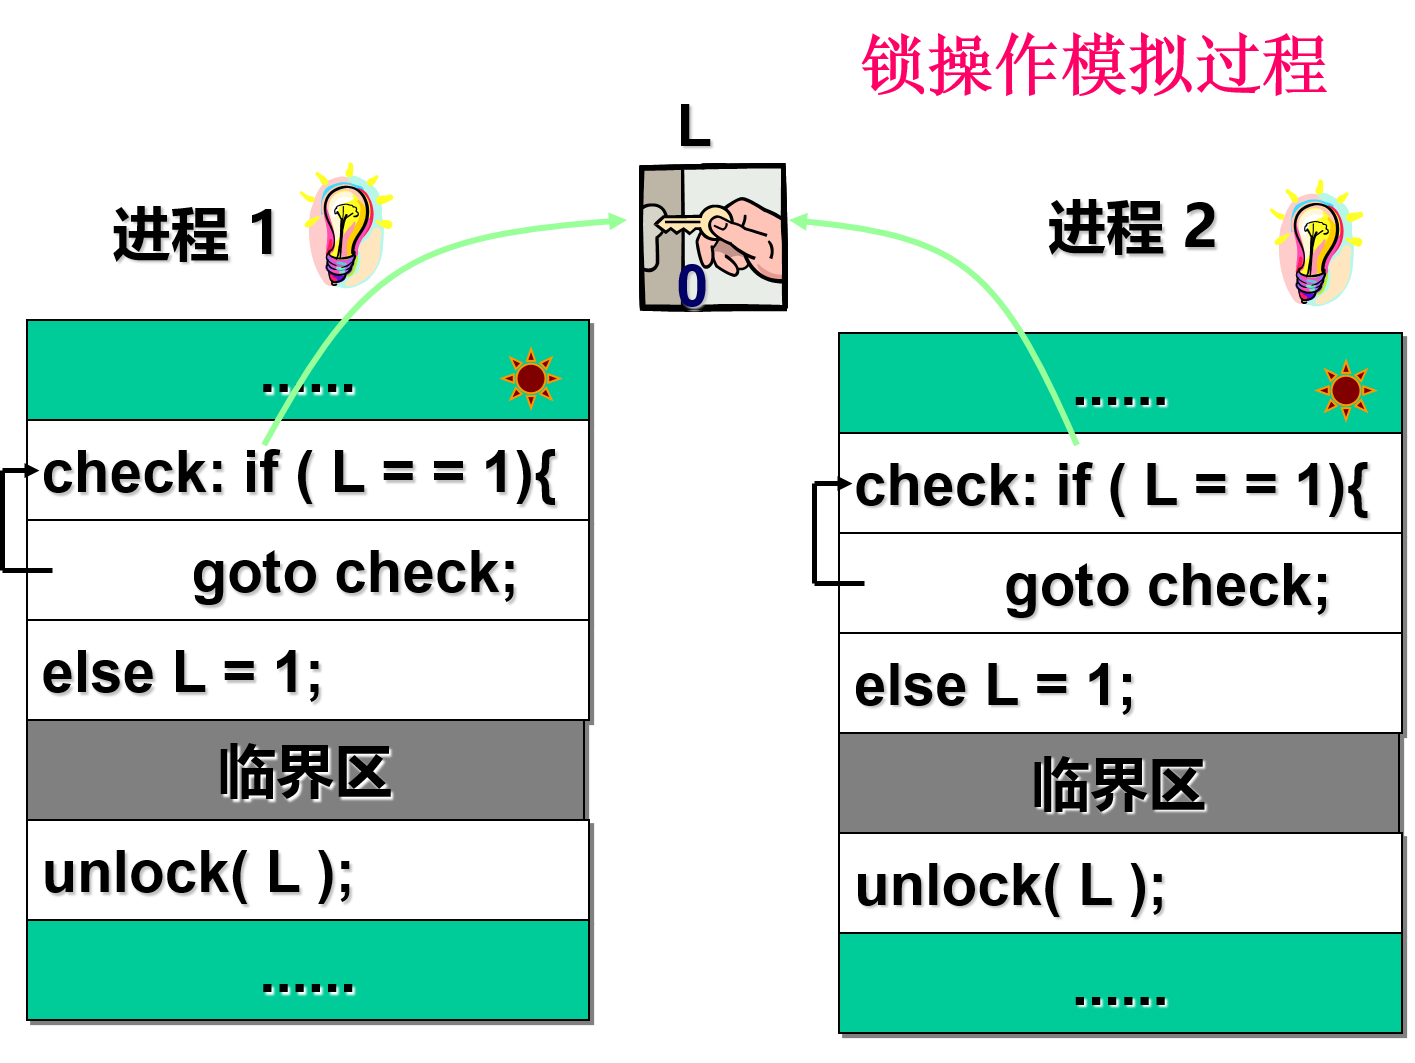 锁操作模拟过程
L
0
进程 1
......
check: if ( L = = 1){
goto check;
else L = 1;
临界区
unlock( L );
......
进程 2
......
check: if ( L = = 1){
goto check;
else L = 1;
临界区
unlock( L );
......